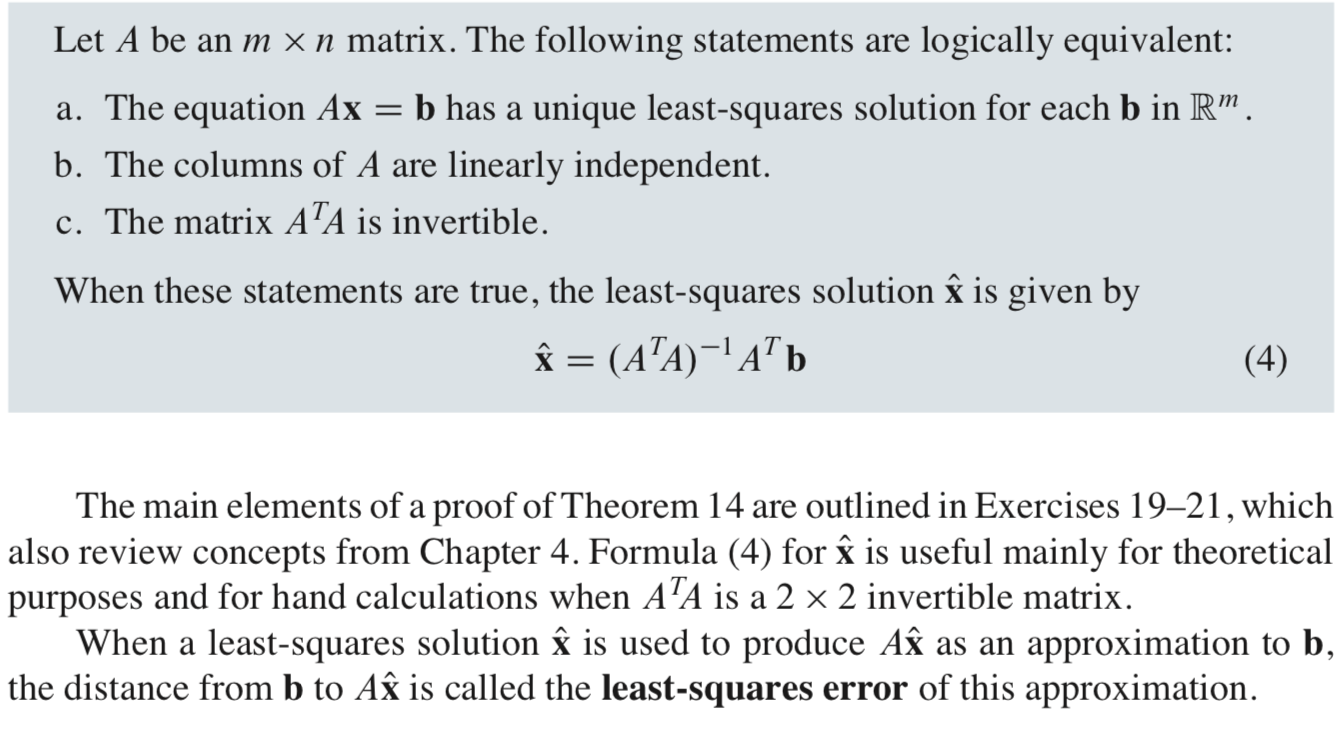 Let A be an m × n matrix. The following statements are logically equivalent:
a. The equation Ax = b has a unique least-squares solution for each b in ℝᵐ.
b. The columns of A are linearly independent.
c. The matrix AᵀA is invertible.
When these statements are true, the least-squares solution x̂ is given by
x̂ = (AᵀA)⁻¹Aᵀb (4)
The main elements of a proof of Theorem 14 are outlined in Exercises 19–21, which
also review concepts from Chapter 4. Formula (4) for x̂ is useful mainly for theoretical
purposes and for hand calculations when AᵀA is a 2 × 2 invertible matrix.
When a least-squares solution x̂ is used to produce Ax̂ as an approximation to b,
the distance from b to Ax̂ is called the least-squares error of this approximation.